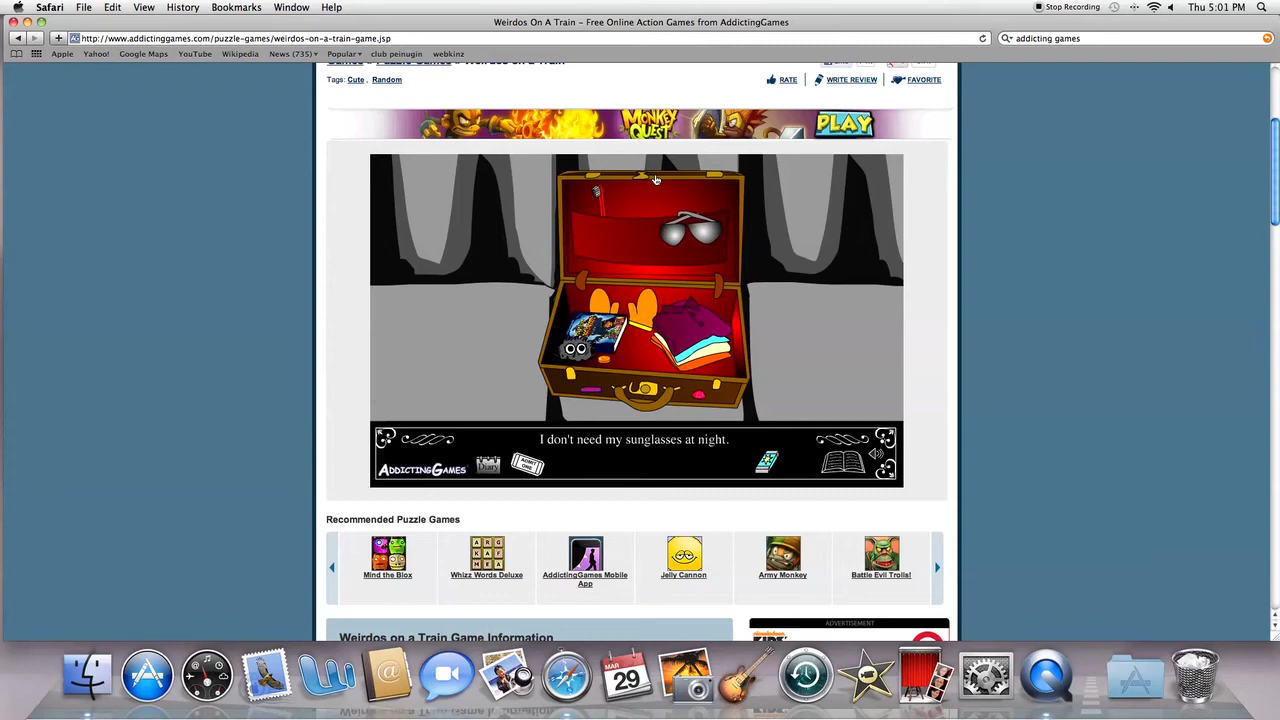 Safari File Edit View History Bookmarks Window Help Stop Recording Thu 5:01 PM
Weirdos On A Train – Free Online Action Games from AddictingGames
http://www.addictinggames.com/puzzle-games/weirdos-on-a-train-game.jsp addicting games
Apple Yahoo! Google Maps YouTube Wikipedia News (735) Popular club peinugin webkinz
Tags: Cute, Random RATE WRITE REVIEW FAVORITE
MONKEY QUEST PLAY
I don't need my sunglasses at night.
ADDICTINGGAMES Diary ADMIT ONE
Recommended Puzzle Games
Mind the Blox Whizz Words Deluxe AddictingGames Mobile App Jelly Cannon Army Monkey Battle Evil Trolls!
ADVERTISEMENT
Weirdos on a Train Game Information
MAR
29